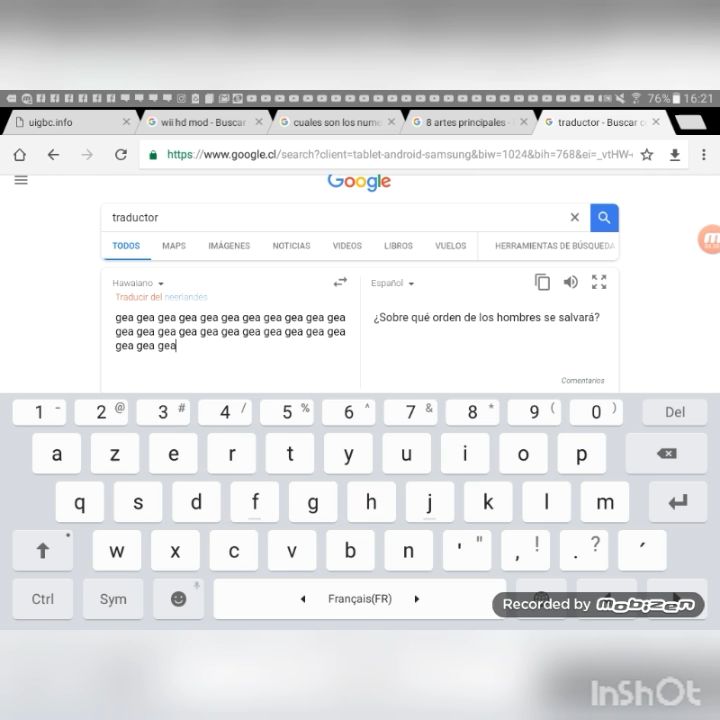 76% 16:21
uigbc.info
wii hd mod - Buscar
cuales son los nume
8 artes principales -
traductor - Buscar c
https://www.google.cl/search?client=tablet-android-samsung&biw=1024&bih=768&ei=_vtHW-
Google
traductor
TODOS MAPS IMÁGENES NOTICIAS VIDEOS LIBROS VUELOS HERRAMIENTAS DE BÚSQUEDA
Hawaiano
Español
Traducir del neerlandés
gea gea gea gea gea gea gea gea gea gea gea
gea gea gea gea gea gea gea gea gea gea gea
gea gea gea
¿Sobre qué orden de los hombres se salvará?
Comentarios
1 - 2 @ 3 # 4 / 5 % 6 ^ 7 & 8 * 9 ( 0 ) Del
a z e r t y u i o p
q s d f g h j k l m
w x c v b n ' " , ! . ? ´
Ctrl Sym Français(FR)
Recorded by mobizen
InShOt